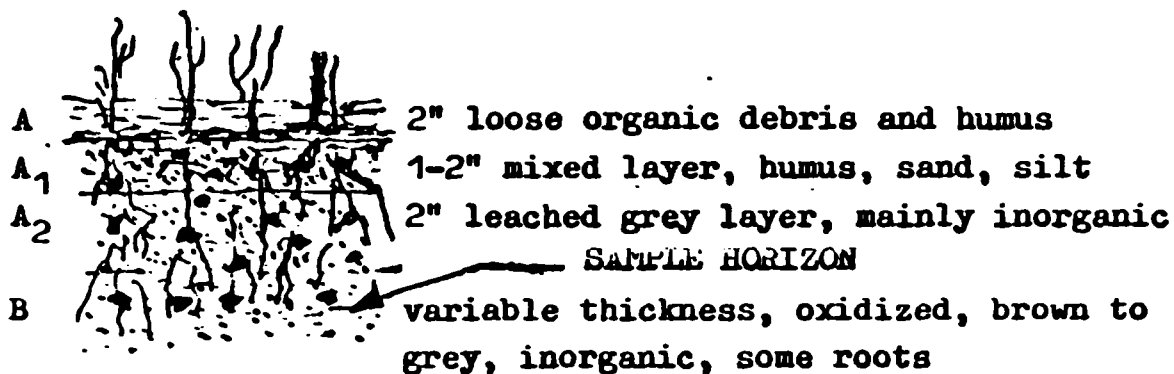 A 2" loose organic debris and humus
A1 1-2" mixed layer, humus, sand, silt
A2 2" leached grey layer, mainly inorganic
SAMPLE HORIZON
B variable thickness, oxidized, brown to
grey, inorganic, some roots